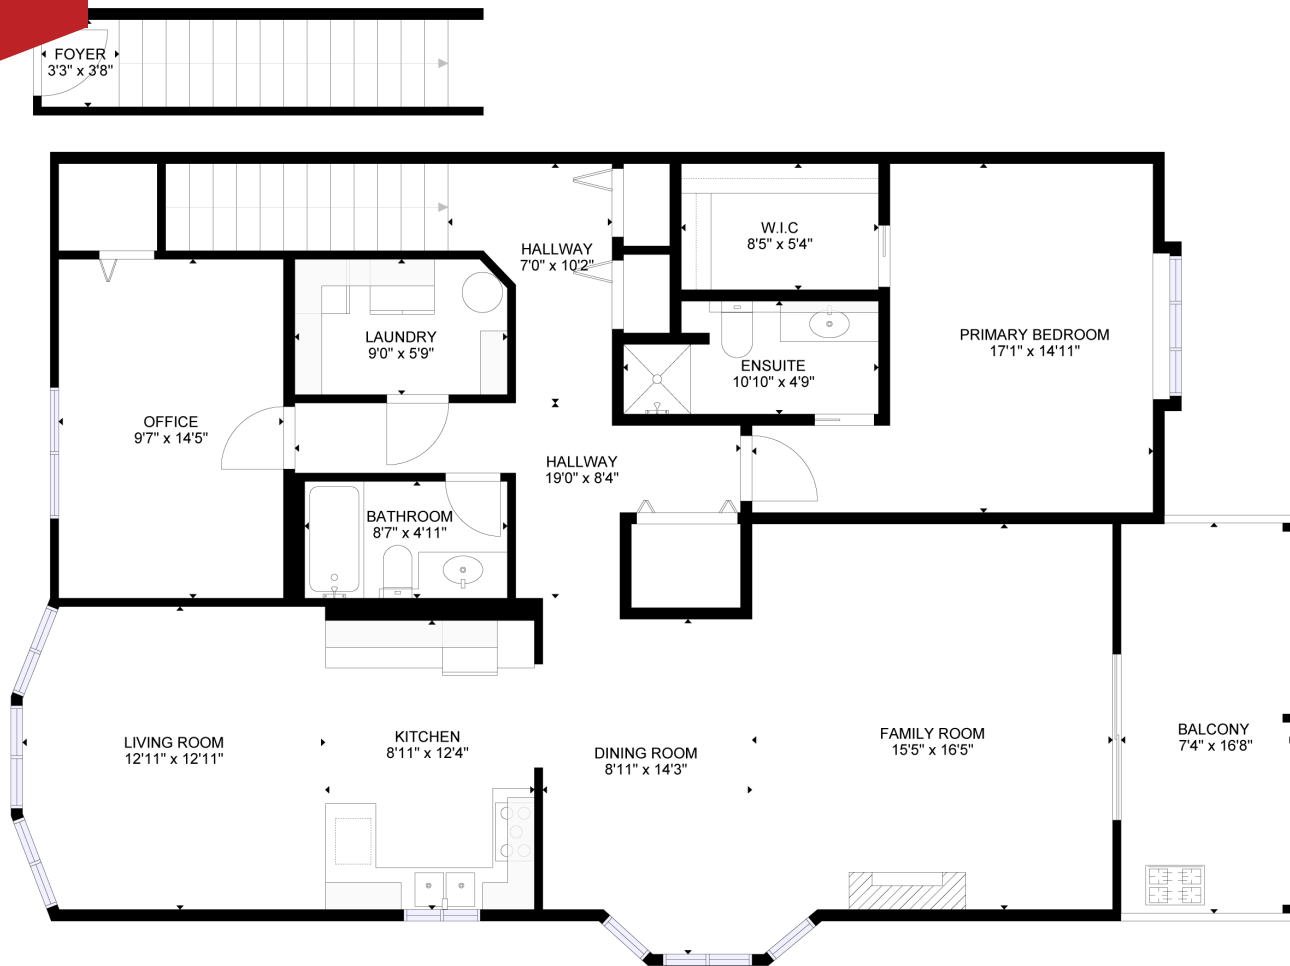 FOYER
3'3" x 3'8"
HALLWAY
7'0" x 10'2"
W.I.C
8'5" x 5'4"
LAUNDRY
9'0" x 5'9"
PRIMARY BEDROOM
17'1" x 14'11"
ENSUITE
10'10" x 4'9"
OFFICE
9'7" x 14'5"
HALLWAY
19'0" x 8'4"
BATHROOM
8'7" x 4'11"
LIVING ROOM
12'11" x 12'11"
KITCHEN
8'11" x 12'4"
DINING ROOM
8'11" x 14'3"
FAMILY ROOM
15'5" x 16'5"
BALCONY
7'4" x 16'8"